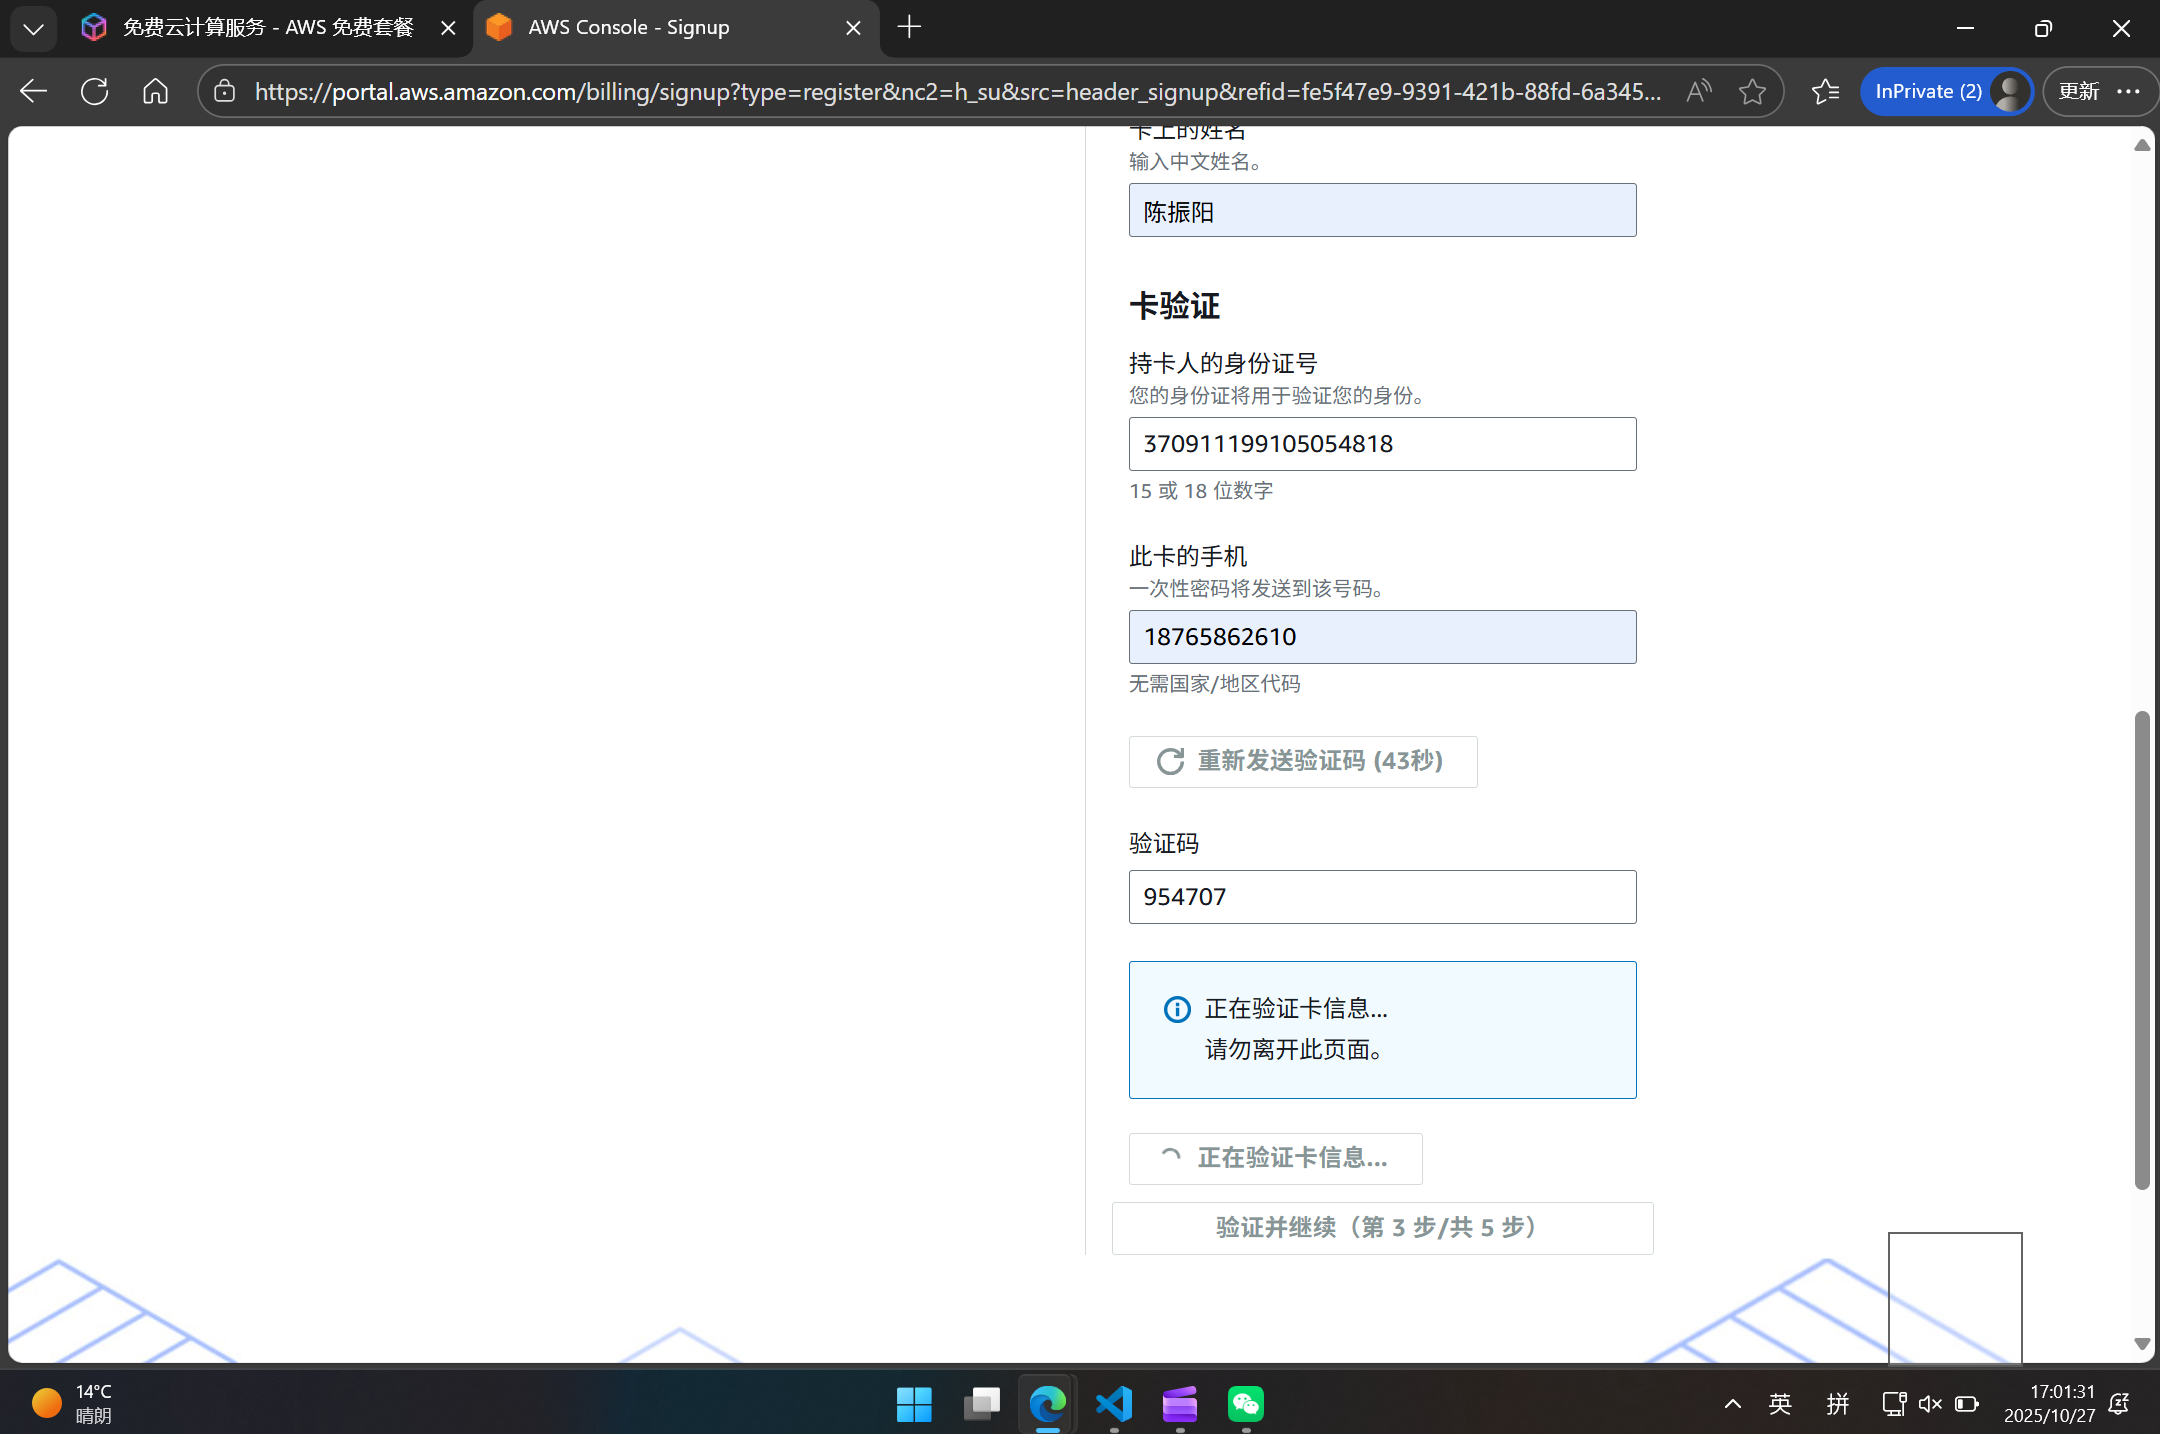 免费云计算服务 - AWS 免费套餐
AWS Console - Signup
https://portal.aws.amazon.com/billing/signup?type=register&nc2=h_su&src=header_signup&refid=fe5f47e9-9391-421b-88fd-6a345...
InPrivate (2)
更新
卡上的姓名
输入中文姓名。
陈振阳
卡验证
持卡人的身份证号
您的身份证将用于验证您的身份。
370911199105054818
15 或 18 位数字
此卡的手机
一次性密码将发送到该号码。
18765862610
无需国家/地区代码
重新发送验证码 (43秒)
验证码
954707
正在验证卡信息...
请勿离开此页面。
正在验证卡信息...
验证并继续（第 3 步/共 5 步）
14°C
晴朗
英
拼
17:01:31
2025/10/27